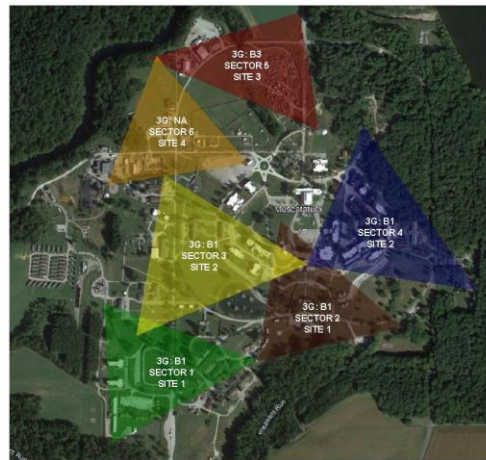 3G: B3
SECTOR 5
SITE 3
3G: NA
SECTOR 6
SITE 4
Muscatatuck
3G: B1
SECTOR 4
SITE 2
3G: B1
SECTOR 3
SITE 2
3G: B1
SECTOR 2
SITE 1
3G: B1
SECTOR 1
SITE 1
Run